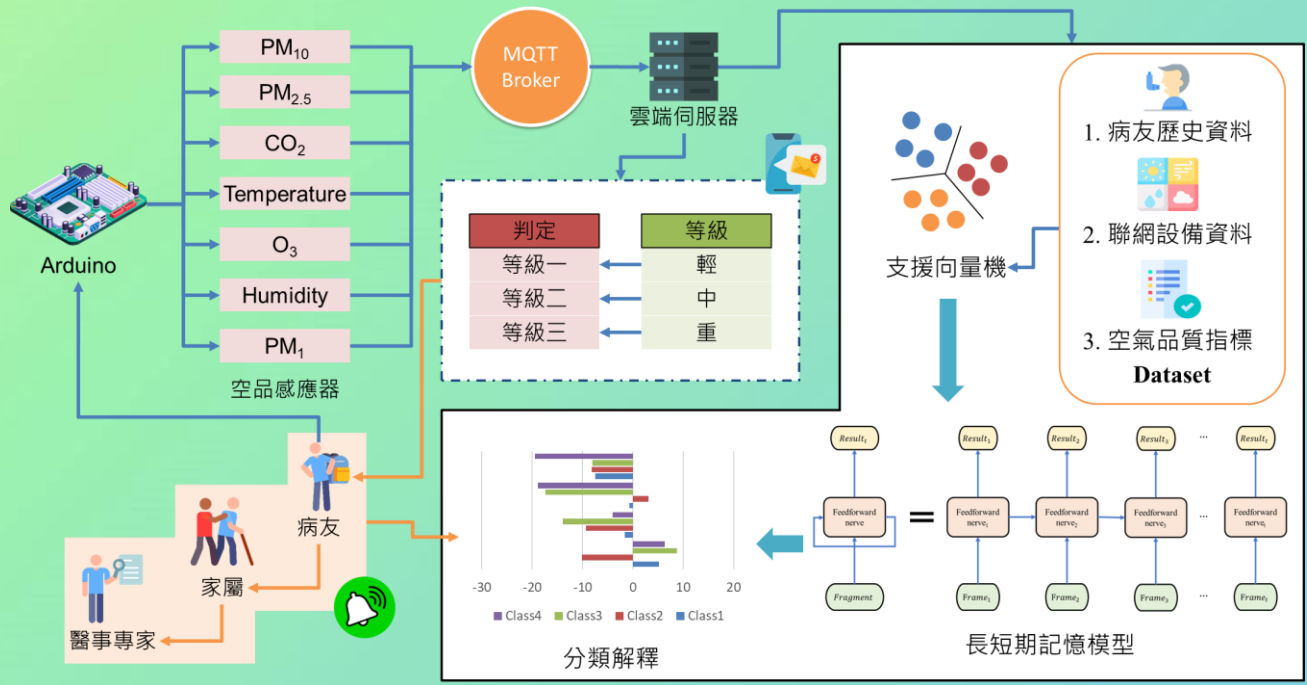 PM10
PM2.5
CO2
Temperature
O3
Humidity
PM1
空品感應器
Arduino
MQTT
Broker
雲端伺服器
5
判定
等級
等級一
輕
等級二
中
等級三
重
1. 病友歷史資料
2. 聯網設備資料
3. 空氣品質指標
Dataset
支援向量機
Result_t
Result_1
Result_2
Result_3
...
Result_t
Feedforward
nerve
=
Feedforward
nerve_1
Feedforward
nerve_2
Feedforward
nerve_3
...
Feedforward
nerve_t
Fragment
Frame_1
Frame_2
Frame_3
...
Frame_t
長短期記憶模型
-30
-20
-10
0
10
20
Class4
Class3
Class2
Class1
分類解釋
病友
家屬
醫事專家